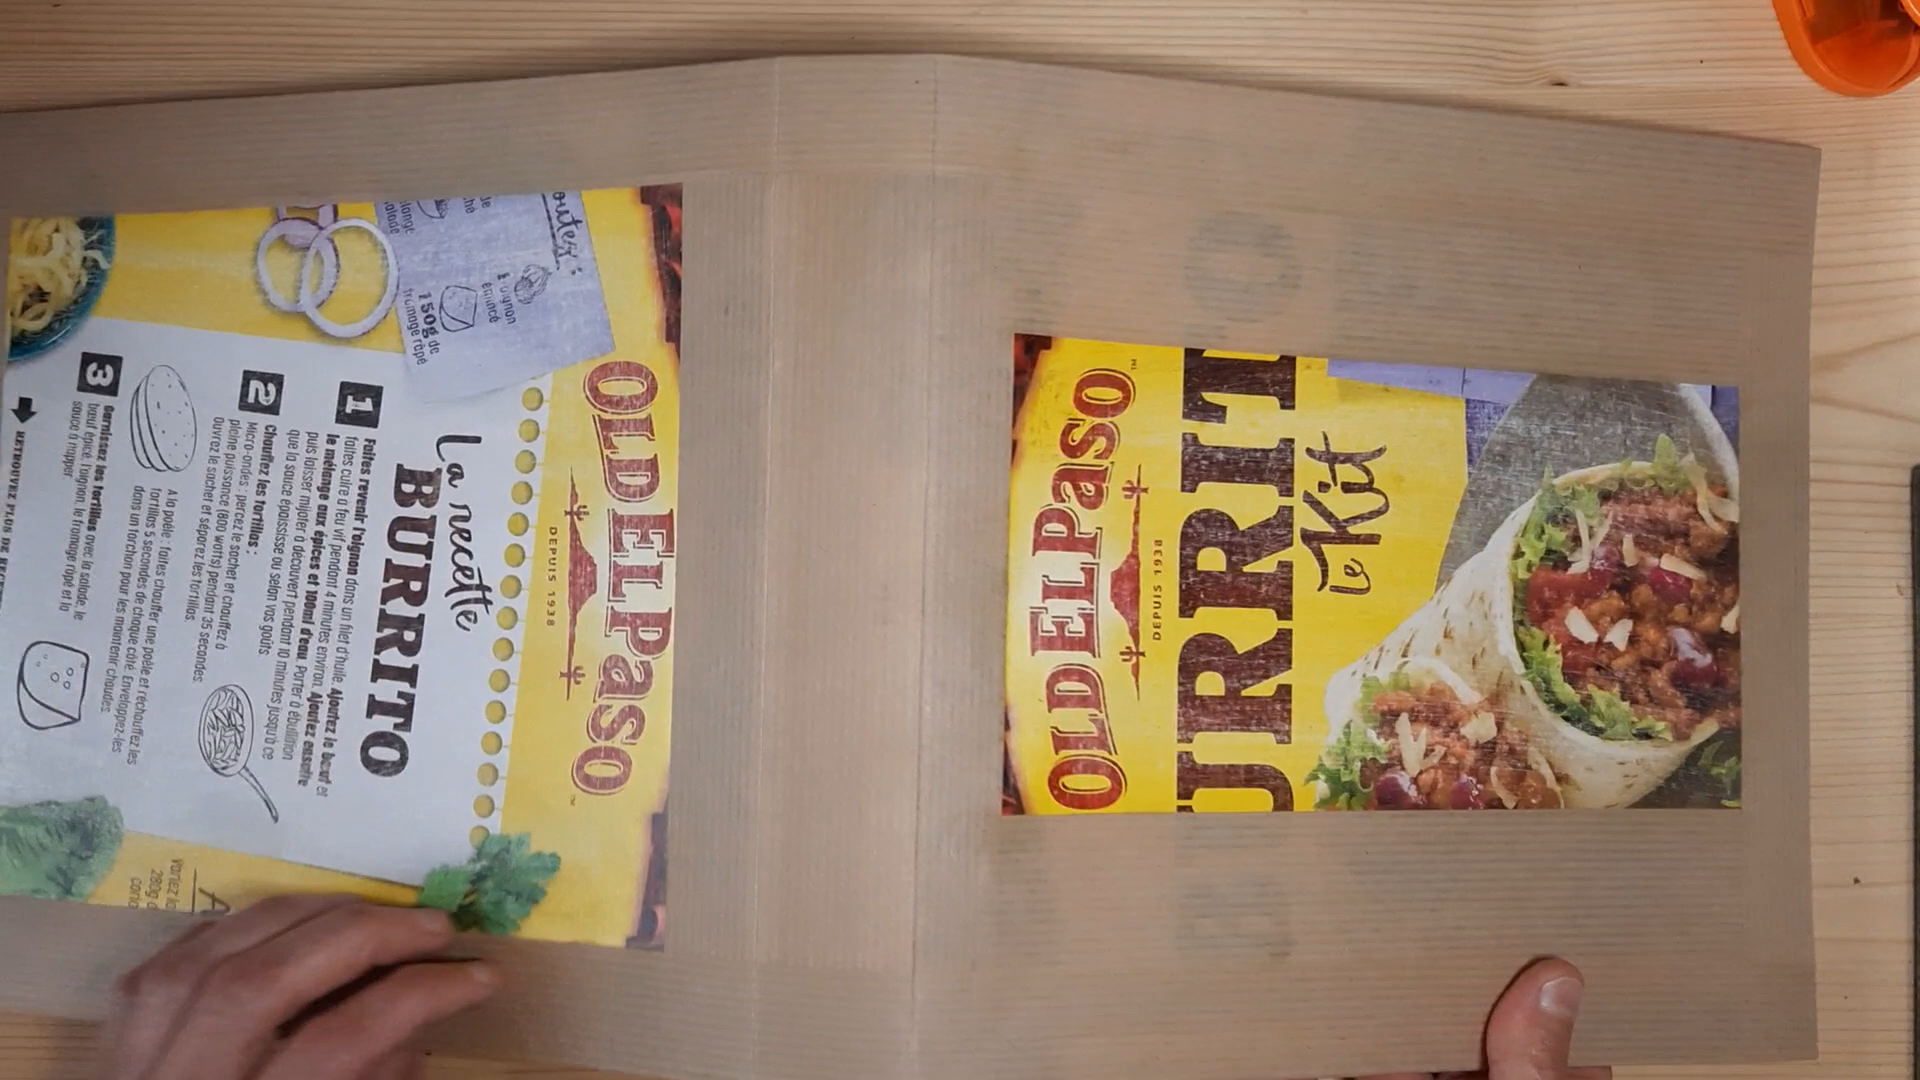 OLD EL PASO
™
DEPUIS 1938
La recette
BURRITO
1
Faites revenir l'oignon dans un filet d'huile. Ajoutez le bœuf et
faites cuire à feu vif pendant 4 minutes environ. Ajoutez ensuite
le mélange aux épices et 100ml d'eau. Porter à ébullition
puis laisser mijoter à découvert pendant 10 minutes jusqu'à ce
que la sauce épaississe ou selon vos goûts.
2
Chauffez les tortillas :
Micro-ondes : percez le sachet et chauffez à
pleine puissance (800 watts) pendant 35 secondes.
Ouvrez le sachet et séparez les tortillas.
A la poêle : faites chauffer une poêle et réchauffez les
tortillas 5 secondes de chaque côté. Enveloppez-les
dans un torchon pour les maintenir chaudes.
3
Garnissez les tortillas avec la salade, le
bœuf épicé, l'oignon, le fromage râpé et la
sauce à napper
RETROUVEZ PLUS DE
outez :
1 oignon
émincé
150g de
fromage râpé
Variez
280g
OLD EL PASO
™
DEPUIS 1938
URRIT
Le Kit